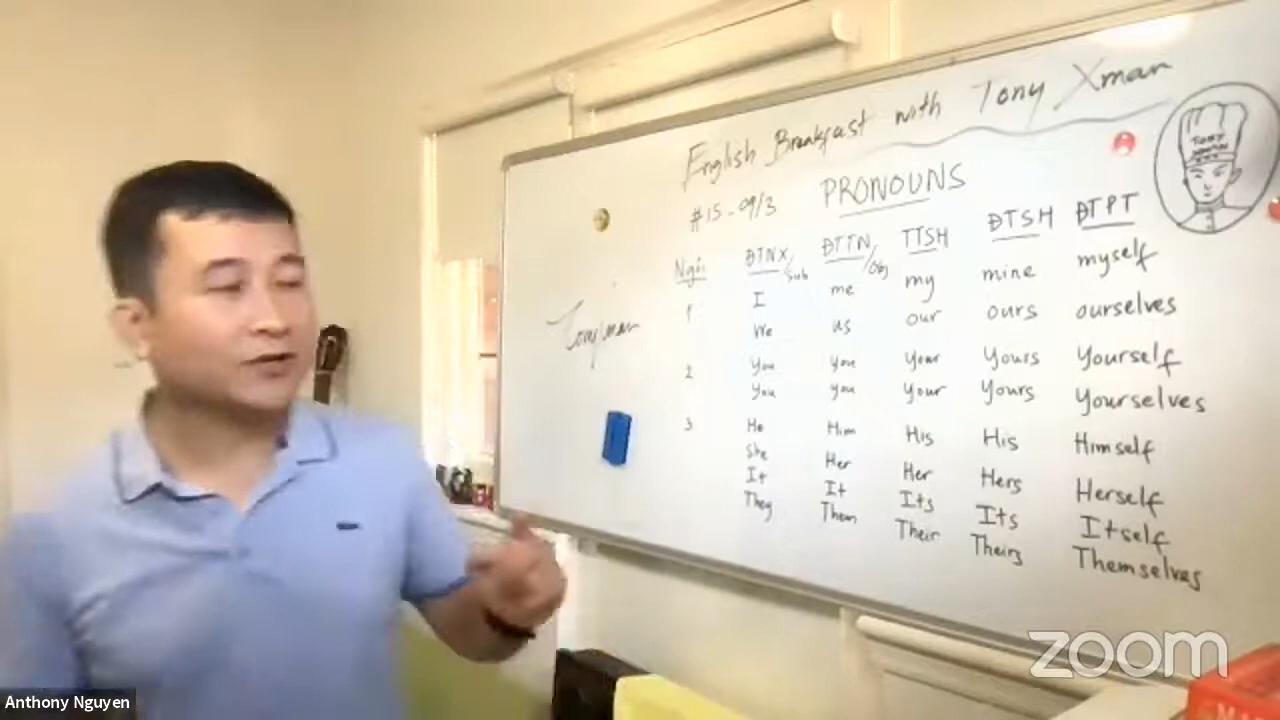 English Breakfast with Tony Xman
TONY
#15 - 09/3 PRONOUNS
Ngôi ĐTNX/Sub ĐTTN/Obj TTSH ĐTSH ĐTPT
1 I me my mine myself
We us our ours ourselves
2 You you your Yours Yourself
You you Your Yours Yourselves
3 He Him His His Himself
She Her Her Hers Herself
It It Its Its Itself
They Them Their Theirs Themselves
zoom
Anthony Nguyen